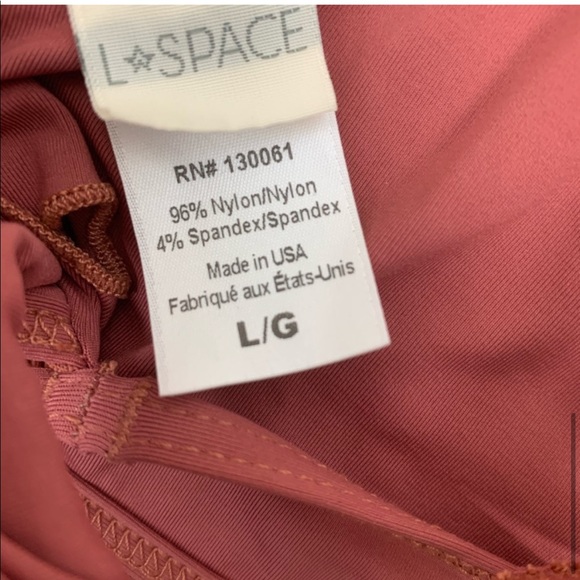 L☆SPACE
RN# 130061
96% Nylon/Nylon
4% Spandex/Spandex
Made in USA
Fabriqué aux États-Unis
L/G